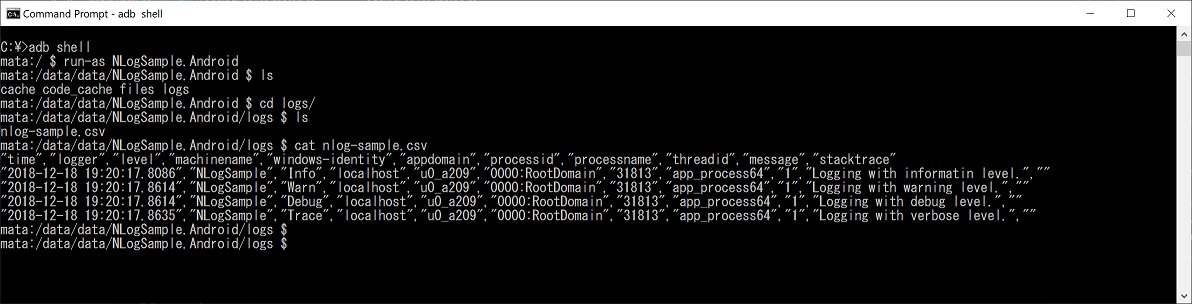 Command Prompt - adb shell
C:¥>adb shell
mata:/ $ run-as NLogSample.Android
mata:/data/data/NLogSample.Android $ ls
cache code_cache files logs
mata:/data/data/NLogSample.Android $ cd logs/
mata:/data/data/NLogSample.Android/logs $ ls
nlog-sample.csv
mata:/data/data/NLogSample.Android/logs $ cat nlog-sample.csv
"time","logger","level","machinename","windows-identity","appdomain","processid","processname","threadid","message","stacktrace"
"2018-12-18 19:20:17.8086","NLogSample","Info","localhost","u0_a209","0000:RootDomain","31813","app_process64","1","Logging with informatin level.",""
"2018-12-18 19:20:17.8614","NLogSample","Warn","localhost","u0_a209","0000:RootDomain","31813","app_process64","1","Logging with warning level.",""
"2018-12-18 19:20:17.8614","NLogSample","Debug","localhost","u0_a209","0000:RootDomain","31813","app_process64","1","Logging with debug level.",""
"2018-12-18 19:20:17.8635","NLogSample","Trace","localhost","u0_a209","0000:RootDomain","31813","app_process64","1","Logging with verbose level.",""
mata:/data/data/NLogSample.Android/logs $
mata:/data/data/NLogSample.Android/logs $